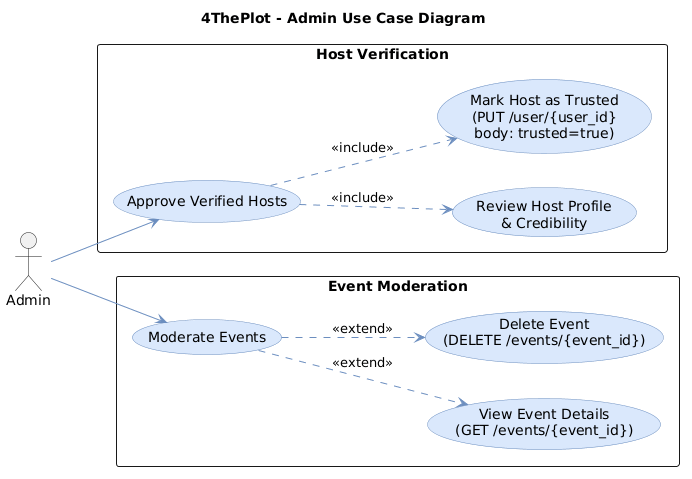 4ThePlot - Admin Use Case Diagram
Host Verification
Mark Host as Trusted
(PUT /user/{user_id}
body: trusted=true)
«include»
Approve Verified Hosts
«include»
Review Host Profile
& Credibility
Admin
Event Moderation
Moderate Events
«extend»
Delete Event
(DELETE /events/{event_id})
«extend»
View Event Details
(GET /events/{event_id})